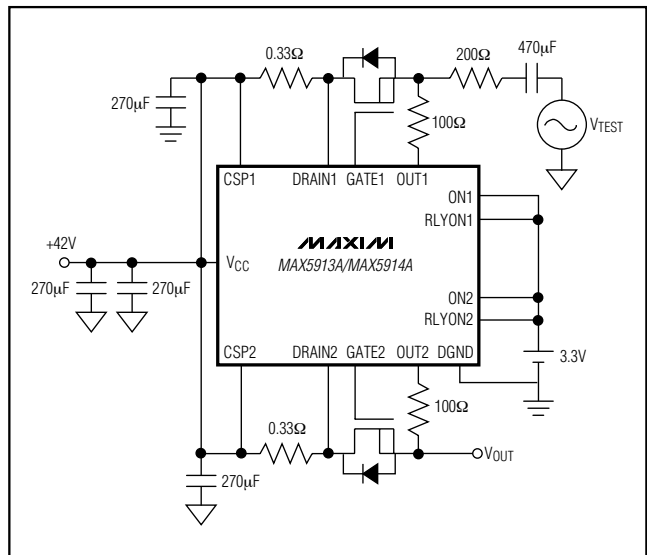 0.33Ω
200Ω
470µF
270µF
100Ω
VTEST
CSP1
DRAIN1
GATE1
OUT1
ON1
RLYON1
+42V
VCC
MAXIM
MAX5913A/MAX5914A
270µF
270µF
ON2
RLYON2
CSP2
DRAIN2
GATE2
OUT2
DGND
3.3V
100Ω
0.33Ω
VOUT
270µF